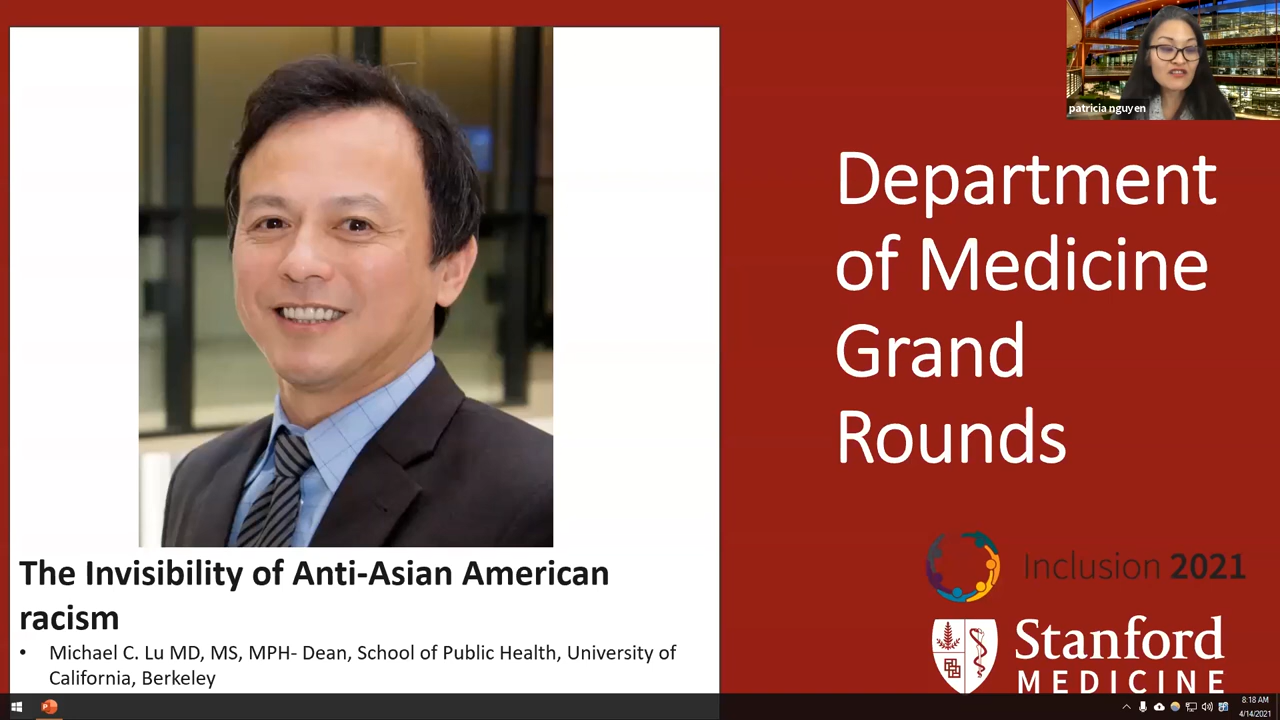 patricia nguyen
Department
of Medicine
Grand
Rounds
The Invisibility of Anti-Asian American
racism
• Michael C. Lu MD, MS, MPH- Dean, School of Public Health, University of
California, Berkeley
Inclusion 2021
Stanford
MEDICINE
8:18 AM
4/14/2021